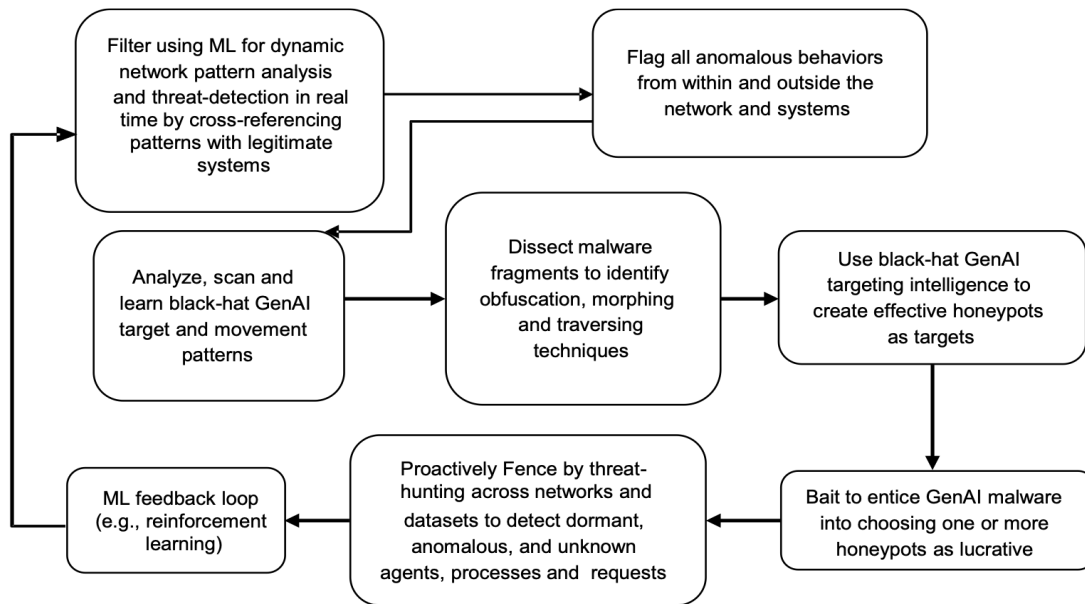 Filter using ML for dynamic
network pattern analysis
and threat-detection in real
time by cross-referencing
patterns with legitimate
systems
Flag all anomalous behaviors
from within and outside the
network and systems
Analyze, scan and
learn black-hat GenAI
target and movement
patterns
Dissect malware
fragments to identify
obfuscation, morphing
and traversing
techniques
Use black-hat GenAI
targeting intelligence to
create effective honeypots
as targets
Bait to entice GenAI malware
into choosing one or more
honeypots as lucrative
Proactively Fence by threat-
hunting across networks and
datasets to detect dormant,
anomalous, and unknown
agents, processes and requests
ML feedback loop
(e.g., reinforcement
learning)